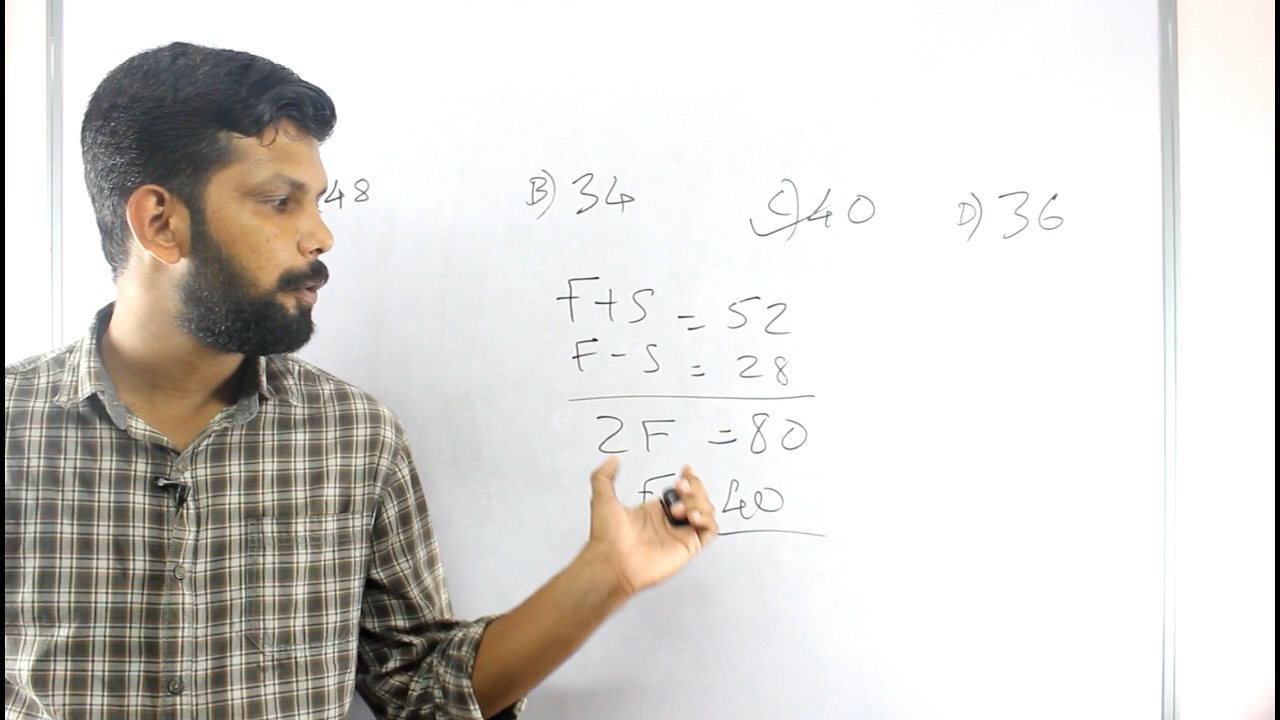 48 B) 34 C) 40 D) 36
F+S = 52
F-S = 28
2F = 80
F 40